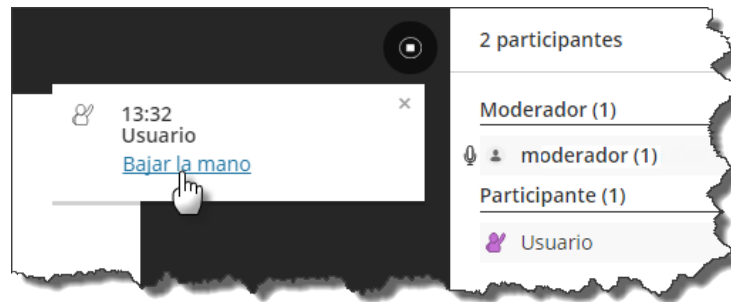 2 participantes
13:32
Usuario
Bajar la mano
Moderador (1)
moderador (1)
Participante (1)
Usuario